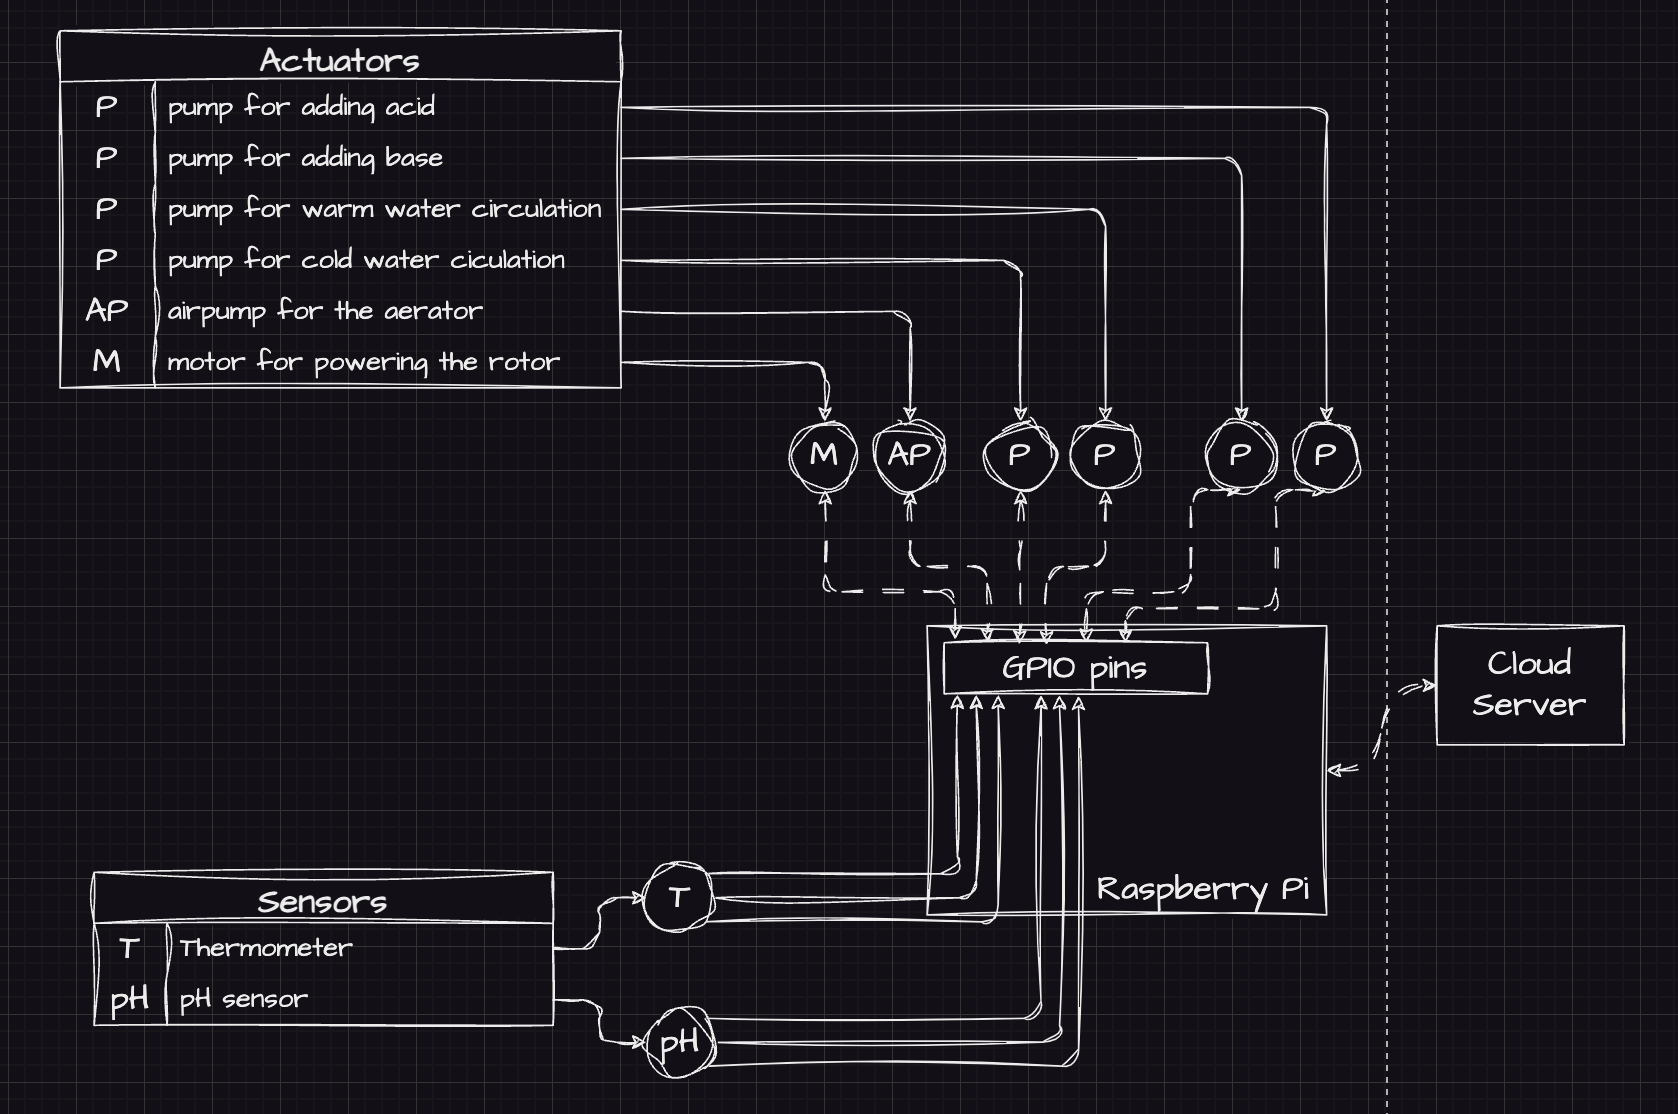 Actuators
P pump for adding acid
P pump for adding base
P pump for warm water circulation
P pump for cold water ciculation
AP airpump for the aerator
M motor for powering the rotor
M AP P P P P
GPIO pins
Cloud
Server
Raspberry Pi
Sensors
T Thermometer
pH pH sensor
T
pH